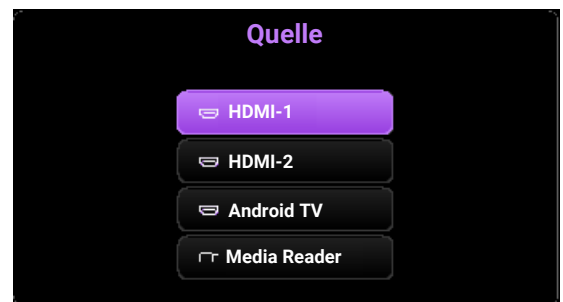 Quelle
HDMI-1
HDMI-2
Android TV
Media Reader